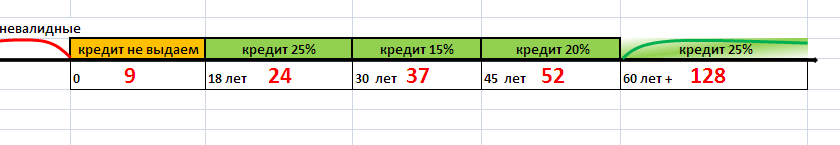 невалидные
кредит не выдаем кредит 25% кредит 15% кредит 20% кредит 25%
0 9 18 лет 24 30 лет 37 45 лет 52 60 лет + 128